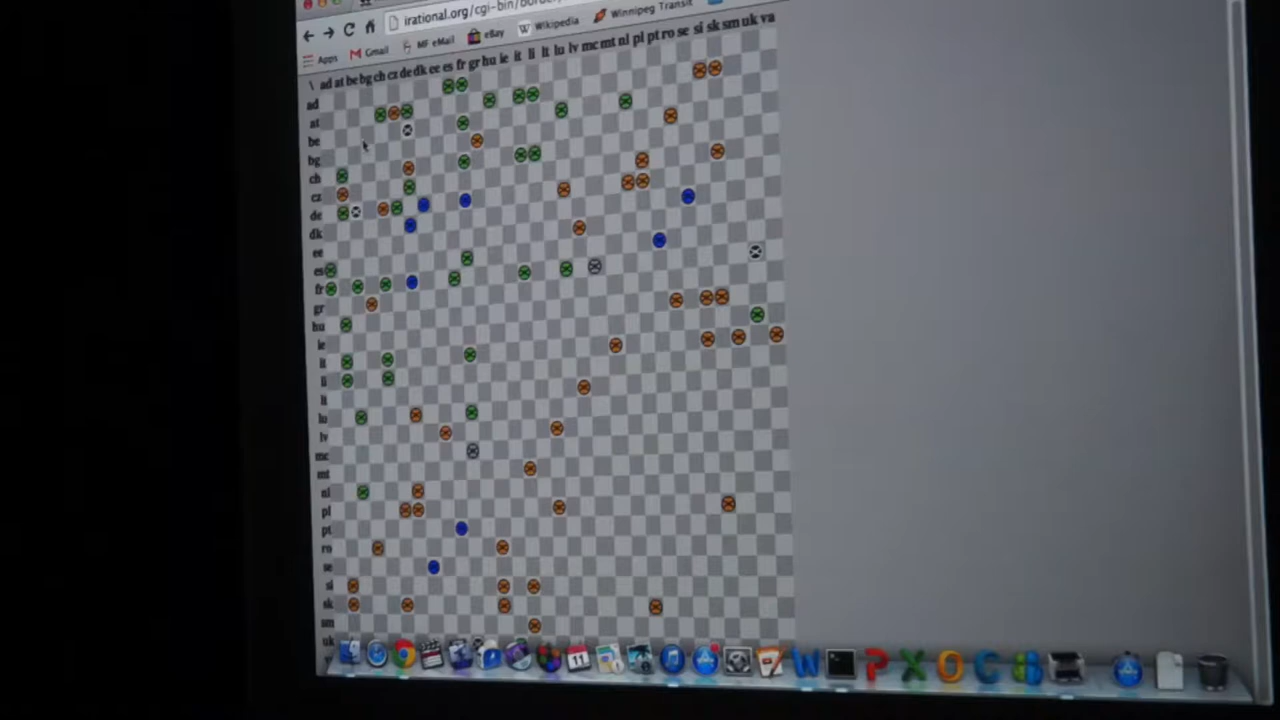 irational.org/cgi-bin/border
Apps Gmail MF eMail eBay W Wikipedia Winnipeg Transit
\ ad at be bg ch cz de dk ee es fr gr hu ie it li lt lu lv mc mt nl pl pt ro se si sk sm uk va
ad
at
be
bg
ch
cz
de
dk
ee
es
fr
gr
hu
ie
it
li
lt
lu
lv
mc
mt
nl
pl
pt
ro
se
si
sk
sm
uk
11 W P X O C